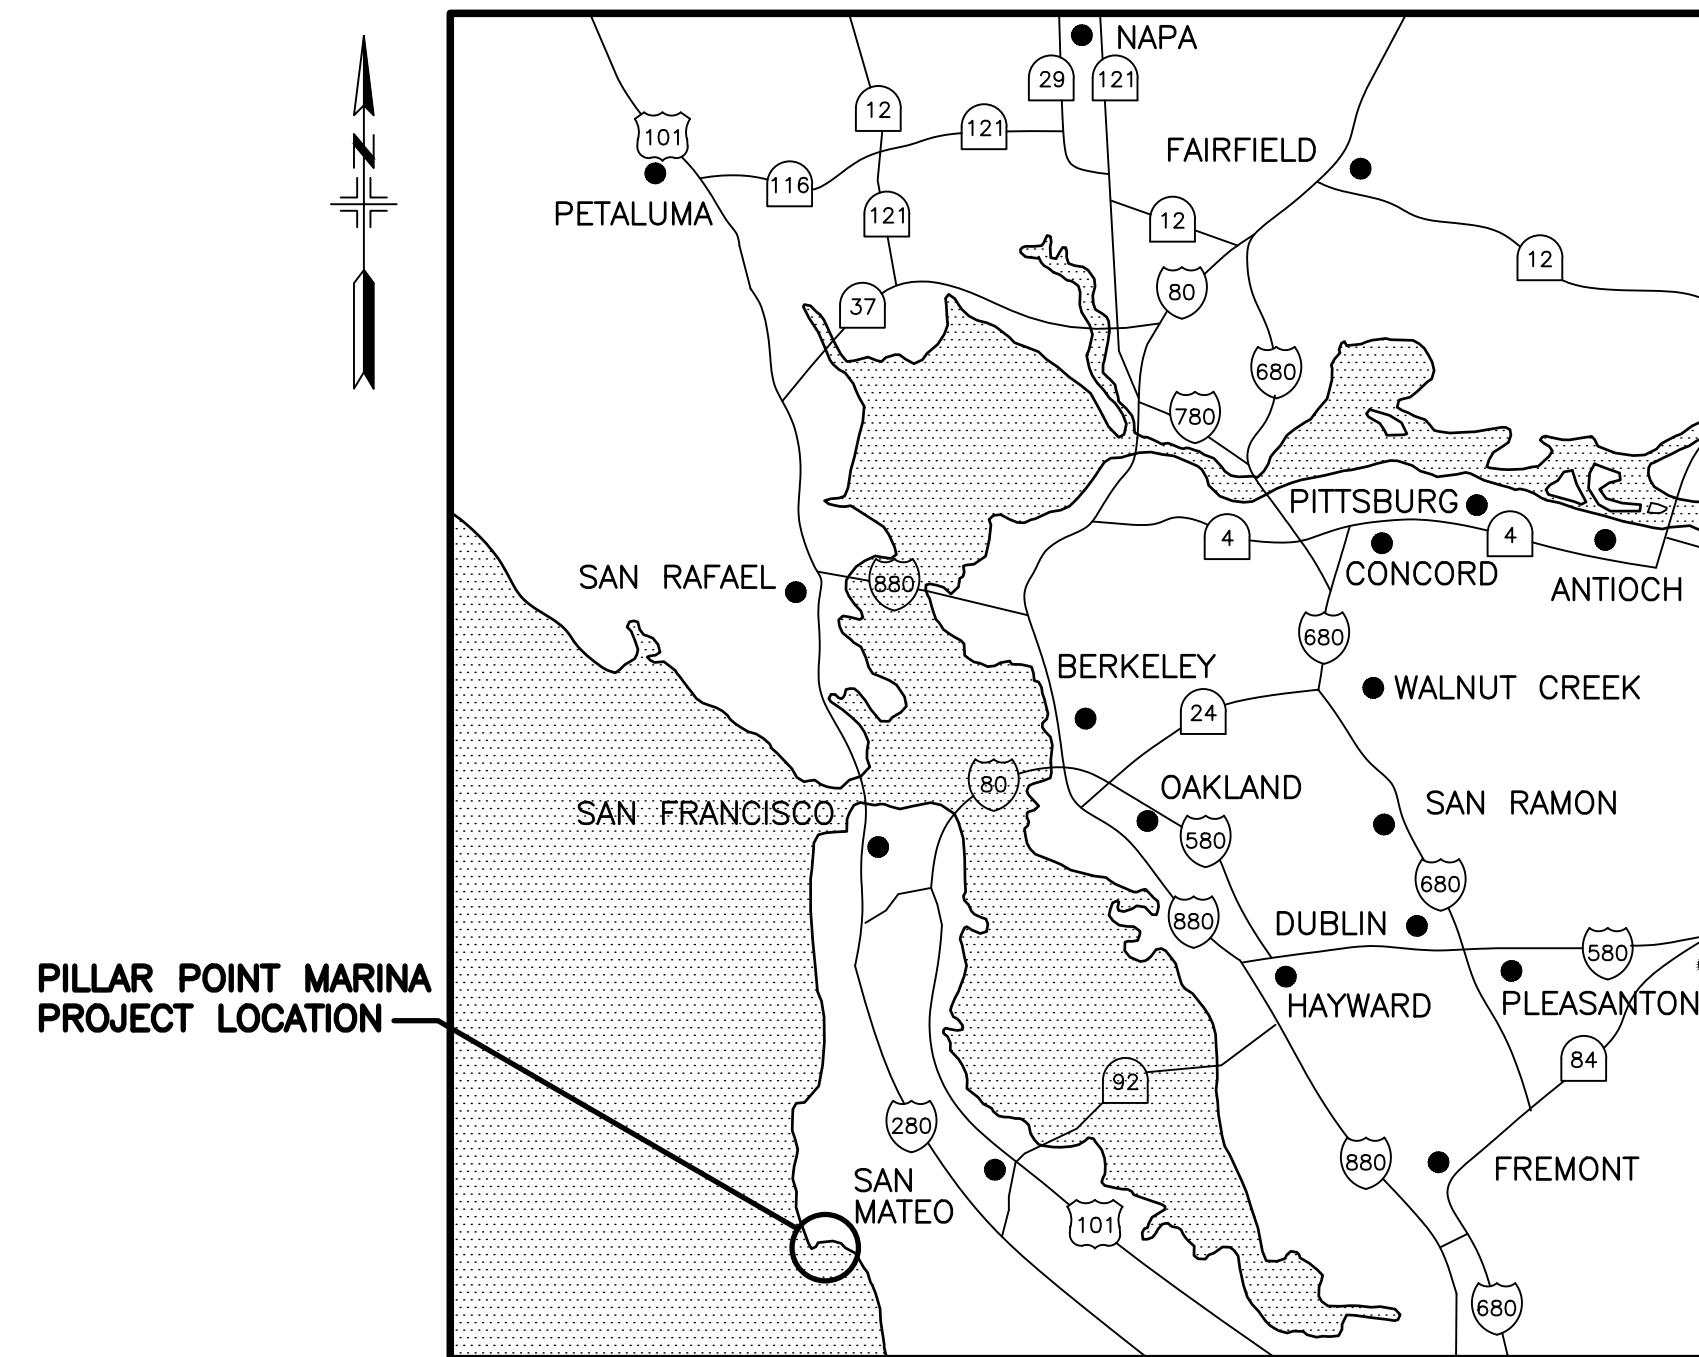 NAPA
29
121
12
101
121
FAIRFIELD
116
PETALUMA
121
12
12
80
37
680
780
PITTSBURG
4
4
CONCORD
ANTIOCH
SAN RAFAEL
880
680
BERKELEY
WALNUT CREEK
24
80
OAKLAND
SAN RAMON
SAN FRANCISCO
580
680
880
DUBLIN
580
PILLAR POINT MARINA
PROJECT LOCATION
HAYWARD
PLEASANTON
84
92
280
880
FREMONT
SAN
MATEO
101
680
N